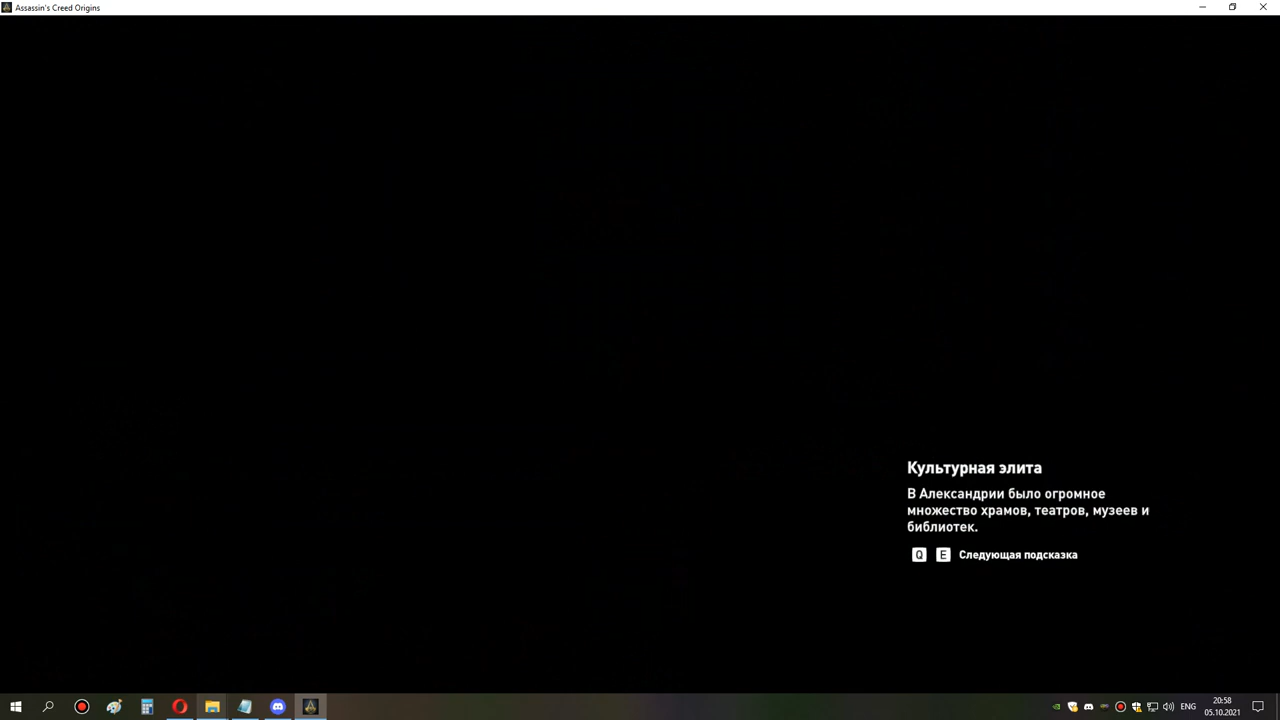 Assassin's Creed Origins
Культурная элита
В Александрии было огромное
множество храмов, театров, музеев и
библиотек.
Q E Следующая подсказка
ENG
20:58
05.10.2021